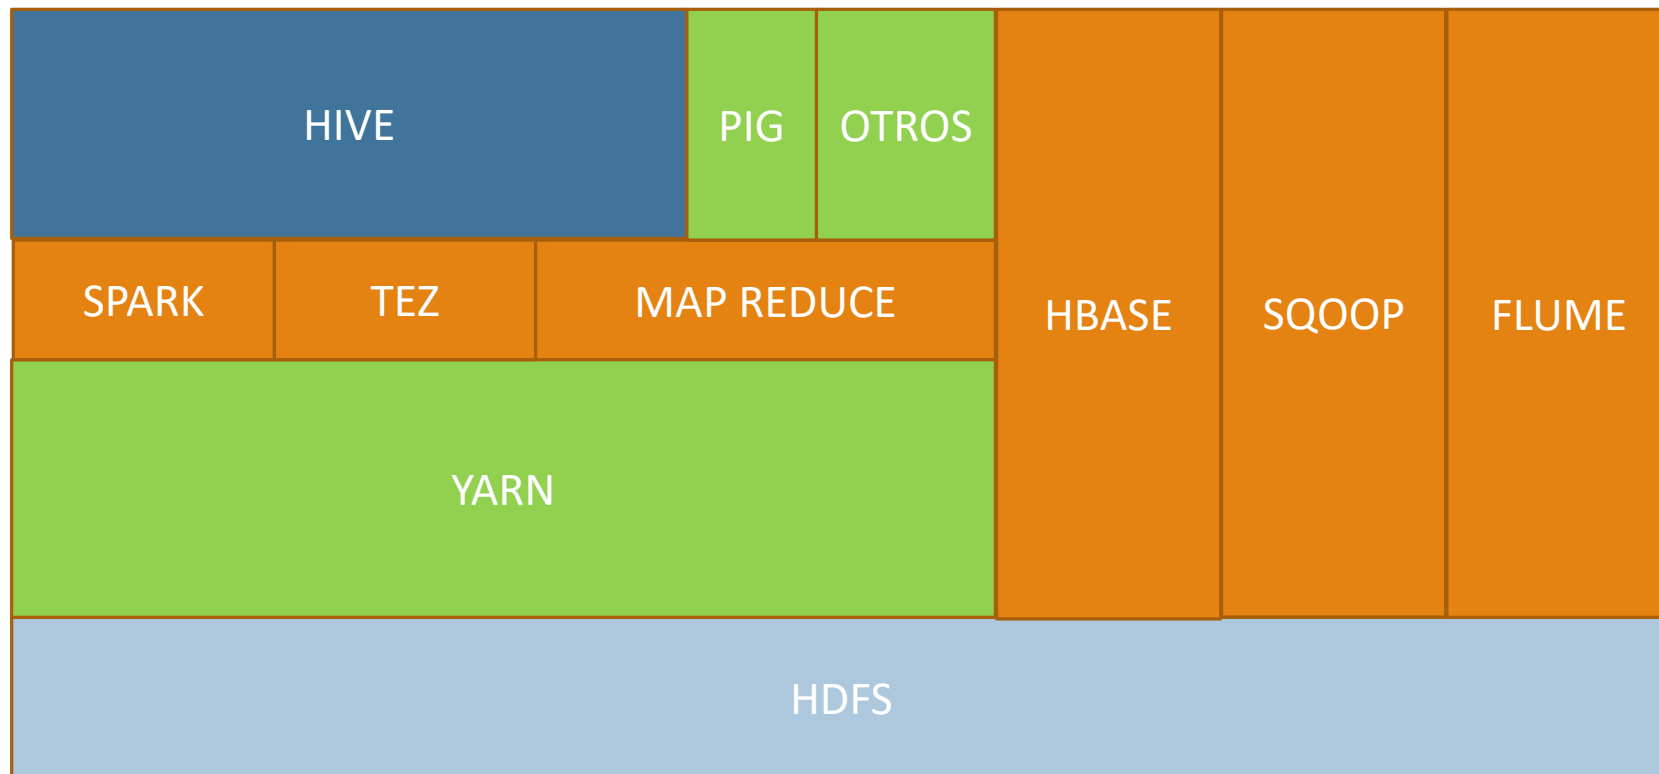 HIVE
PIG
OTROS
SPARK
TEZ
MAP REDUCE
HBASE
SQOOP
FLUME
YARN
HDFS